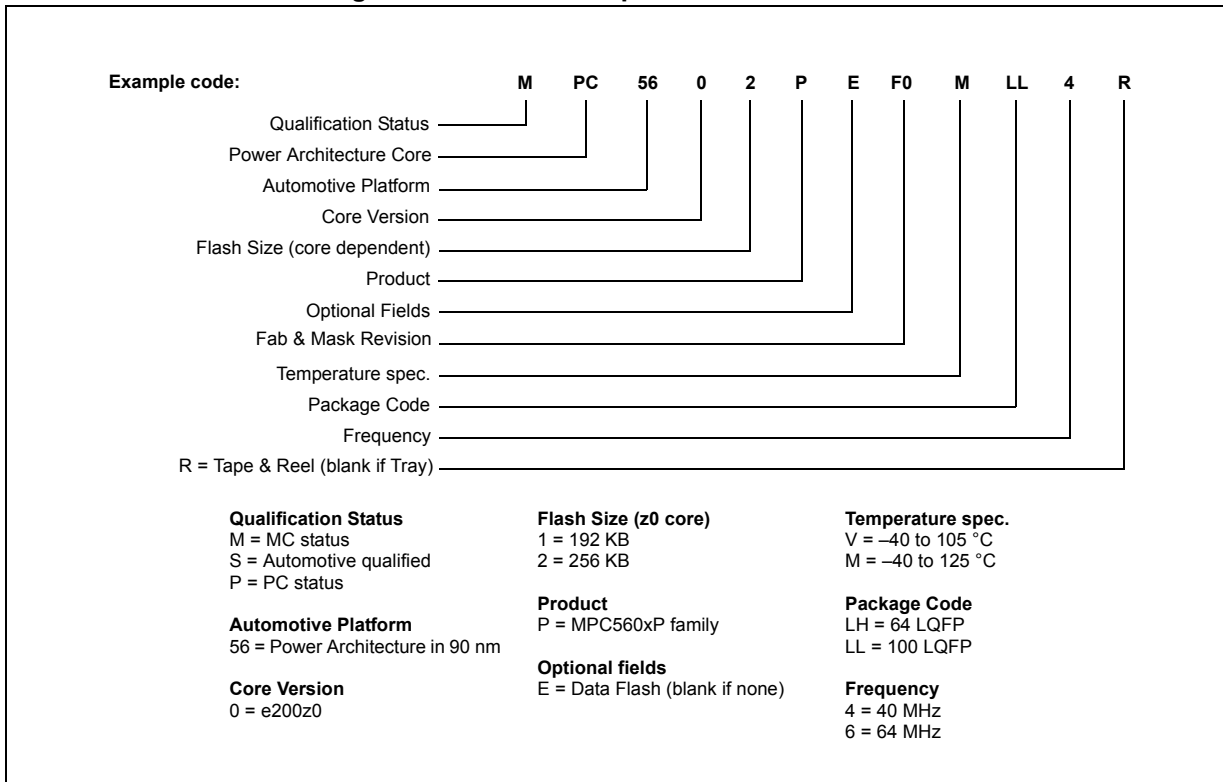 Example code: M PC 56 0 2 P E F0 M LL 4 R
Qualification Status
Power Architecture Core
Automotive Platform
Core Version
Flash Size (core dependent)
Product
Optional Fields
Fab & Mask Revision
Temperature spec.
Package Code
Frequency
R = Tape & Reel (blank if Tray)
Qualification Status
M = MC status
S = Automotive qualified
P = PC status
Automotive Platform
56 = Power Architecture in 90 nm
Core Version
0 = e200z0
Flash Size (z0 core)
1 = 192 KB
2 = 256 KB
Product
P = MPC560xP family
Optional fields
E = Data Flash (blank if none)
Temperature spec.
V = –40 to 105 °C
M = –40 to 125 °C
Package Code
LH = 64 LQFP
LL = 100 LQFP
Frequency
4 = 40 MHz
6 = 64 MHz